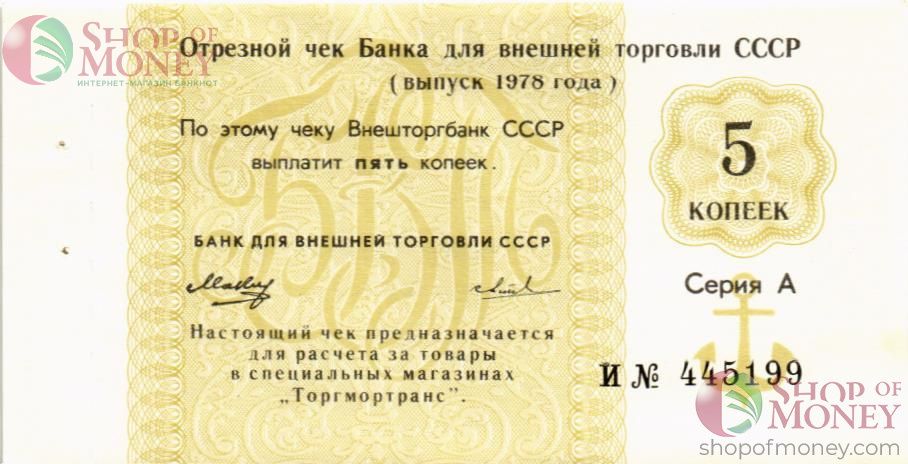 SHOP OF
MONEY
ИНТЕРНЕТ-МАГАЗИН БАНКНОТ
Отрезной чек Банка для внешней торговли СССР
(выпуск 1978 года)
По этому чеку Внешторгбанк СССР
выплатит пять копеек.
5
КОПЕЕК
БАНК ДЛЯ ВНЕШНЕЙ ТОРГОВЛИ СССР
Серия А
Настоящий чек предназначается
для расчета за товары
в специальных магазинах
„Торгмортранс".
И № 445199
SHOP OF
MONEY
shopofmoney.com